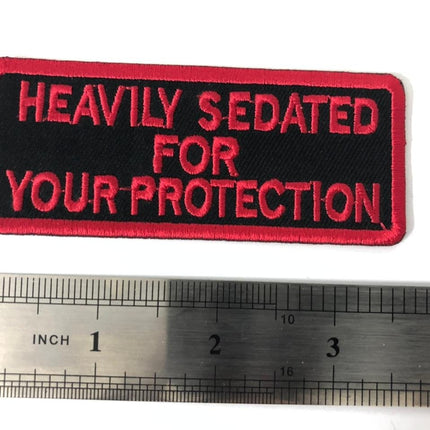 HEAVILY SEDATED
FOR
YOUR PROTECTION
10
INCH 1 2 3
16